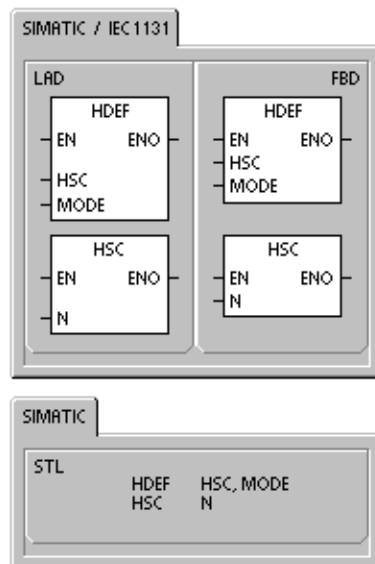 SIMATIC / IEC1131
LAD
FBD
HDEF
EN ENO
HSC
MODE
HDEF
EN ENO
HSC
MODE
HSC
EN ENO
N
HSC
EN ENO
N
SIMATIC
STL
HDEF HSC, MODE
HSC N